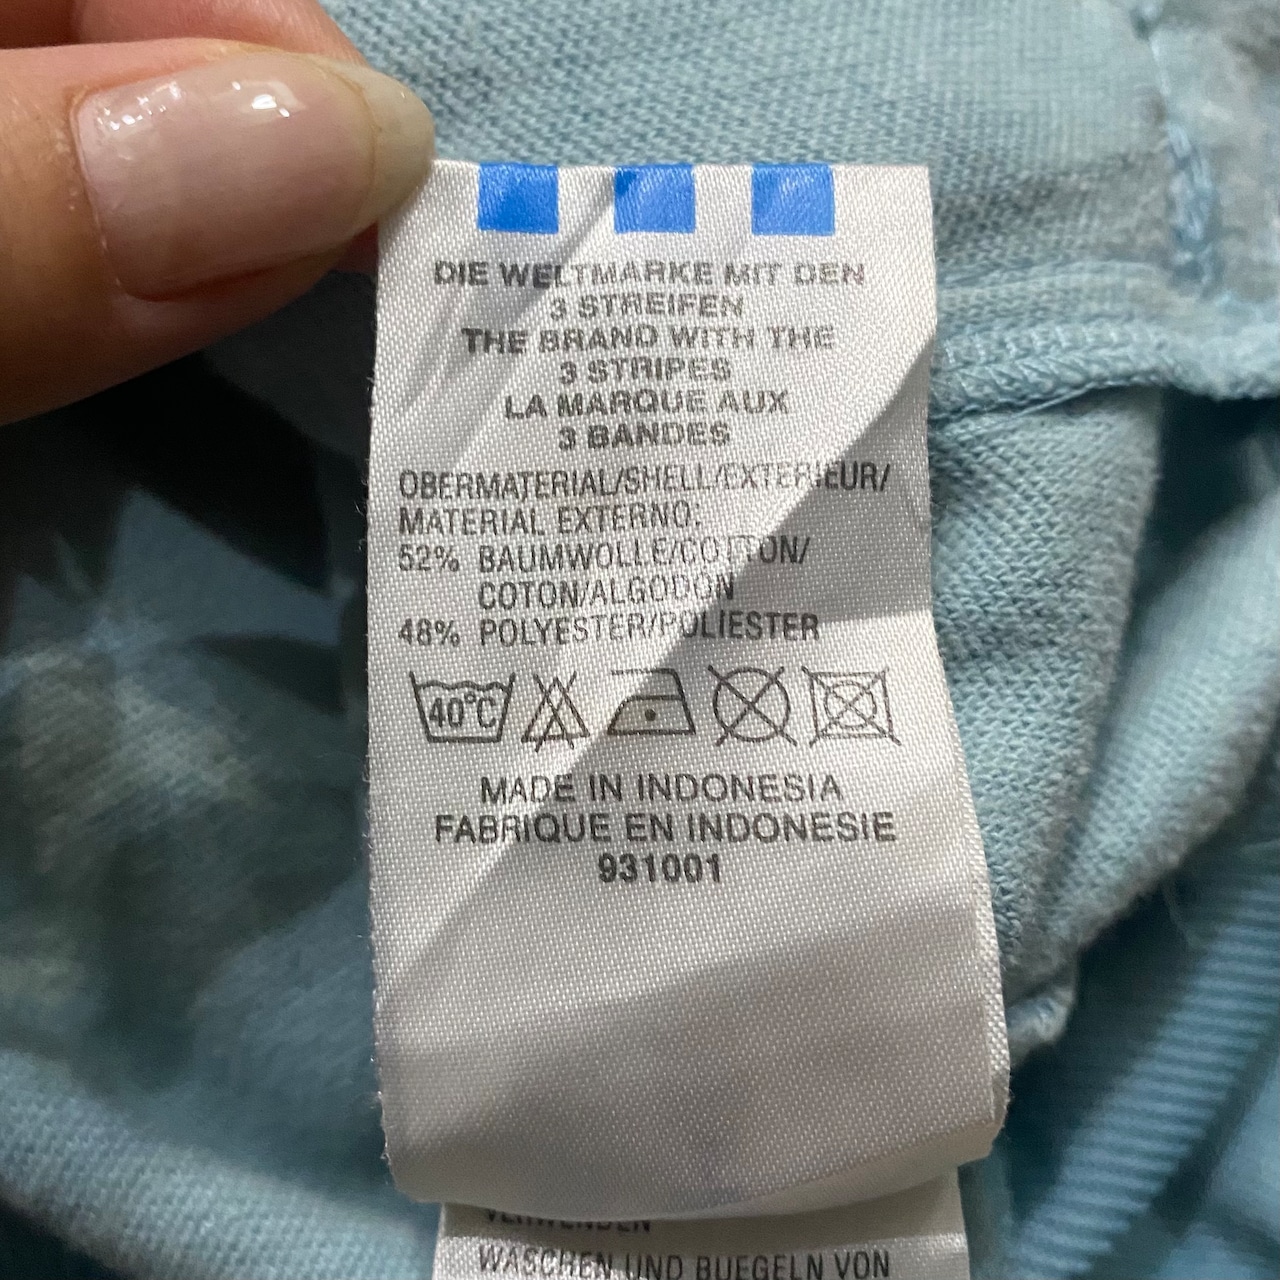 DIE WELTMARKE MIT DEN
3 STREIFEN
THE BRAND WITH THE
3 STRIPES
LA MARQUE AUX
3 BANDES
OBERMATERIAL/SHELL/EXTERIEUR/
MATERIAL EXTERNO:
52% BAUMWOLLE/COTTON/
COTON/ALGODON
48% POLYESTER/POLIESTER
40°C
MADE IN INDONESIA
FABRIQUE EN INDONESIE
931001
VERWENDEN
WASCHEN UND BUEGELN VON